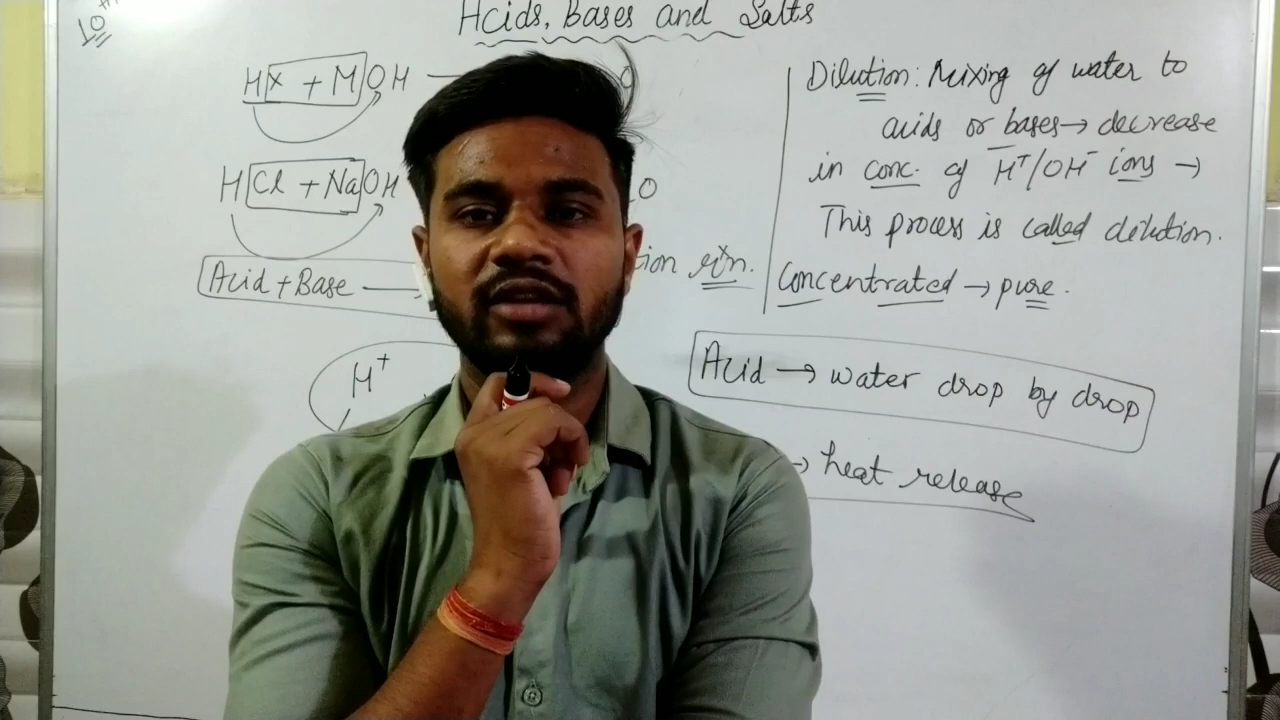 10th
Acids, Bases and Salts
HX + MOH →
HCl + NaOH
O
Acid + Base →
tion rxn.
H⁺
Dilution: Mixing of water to
acids or bases → decrease
in conc. of H⁺/OH⁻ ions →
This process is called dilution.
Concentrated → pure.
Acid → water drop by drop
→ heat release